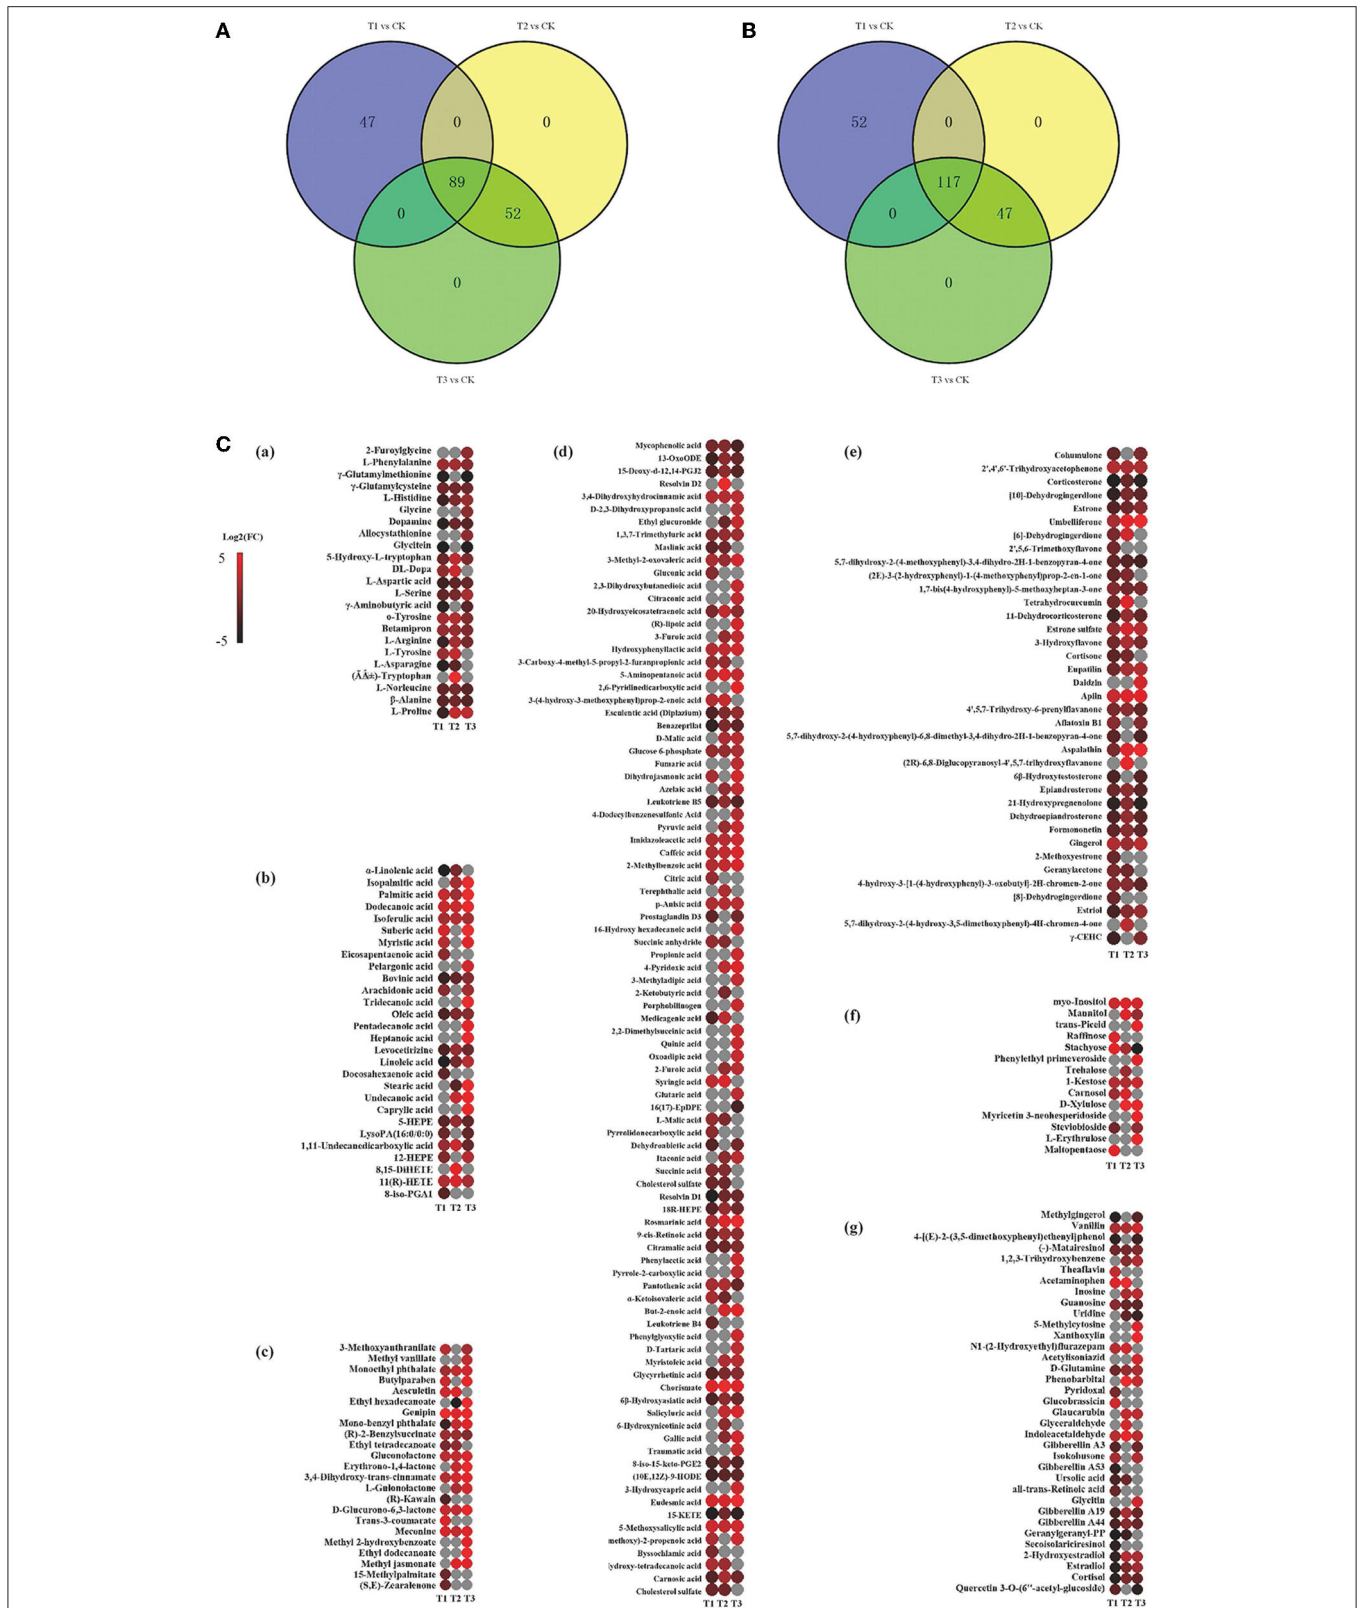 A
T1 vs CK
T2 vs CK
47
0
0
89
0
52
0
T3 vs CK
B
T1 vs CK
T2 vs CK
52
0
0
117
0
47
0
T3 vs CK
C
Log2(FC)
5
-5
(a)
2-Furoylglycine
L-Phenylalanine
γ-Glutamylmethionine
γ-Glutamylcysteine
L-Histidine
Glycine
Dopamine
Allocystathionine
Glycitein
5-Hydroxy-L-tryptophan
DL-Dopa
L-Aspartic acid
L-Serine
γ-Aminobutyric acid
o-Tyrosine
Betamipron
L-Arginine
L-Tyrosine
L-Asparagine
(ÃÂ±)-Tryptophan
L-Norleucine
β-Alanine
L-Proline
T1 T2 T3
(b)
α-Linolenic acid
Isopalmitic acid
Palmitic acid
Dodecanoic acid
Isoferulic acid
Suberic acid
Myristic acid
Eicosapentaenoic acid
Pelargonic acid
Bovinic acid
Arachidonic acid
Tridecanoic acid
Oleic acid
Pentadecanoic acid
Heptanoic acid
Levocetirizine
Linoleic acid
Docosahexaenoic acid
Stearic acid
Undecanoic acid
Caprylic acid
5-HEPE
LysoPA(16:0/0:0)
1,11-Undecanedicarboxylic acid
12-HEPE
8,15-DiHETE
11(R)-HETE
8-iso-PGA1
T1 T2 T3
(c)
3-Methoxyanthranilate
Methyl vanillate
Monoethyl phthalate
Butylparaben
Aesculetin
Ethyl hexadecanoate
Genipin
Mono-benzyl phthalate
(R)-2-Benzylsuccinate
Ethyl tetradecanoate
Gluconolactone
Erythrono-1,4-lactone
3,4-Dihydroxy-trans-cinnamate
L-Gulonolactone
(R)-Kawain
D-Glucurono-6,3-lactone
Trans-3-coumarate
Meconine
Methyl 2-hydroxybenzoate
Ethyl dodecanoate
Methyl jasmonate
15-Methylpalmitate
(S,E)-Zearalenone
T1 T2 T3
(d)
Mycophenolic acid
13-OxoODE
15-Deoxy-d-12,14-PGJ2
Resolvin D2
3,4-Dihydroxyhydrocinnamic acid
D-2,3-Dihydroxypropanoic acid
Ethyl glucuronide
1,3,7-Trimethyluric acid
Maslinic acid
3-Methyl-2-oxovaleric acid
Gluconic acid
2,3-Dihydroxybutanedioic acid
Citraconic acid
20-Hydroxyeicosatetraenoic acid
(R)-lipoic acid
3-Furoic acid
Hydroxyphenyllactic acid
3-Carboxy-4-methyl-5-propyl-2-furanpropionic acid
5-Aminopentanoic acid
2,6-Pyridinedicarboxylic acid
3-(4-hydroxy-3-methoxyphenyl)prop-2-enoic acid
Esculentic acid (Diplazium)
Benazeprilat
D-Malic acid
Glucose 6-phosphate
Fumaric acid
Dihydrojasmonic acid
Azelaic acid
Leukotriene B5
4-Dodecylbenzenesulfonic Acid
Pyruvic acid
Imidazoleacetic acid
Caffeic acid
2-Methylbenzoic acid
Citric acid
Terephthalic acid
p-Anisic acid
Prostaglandin D3
16-Hydroxy hexadecanoic acid
Succinic anhydride
Propionic acid
4-Pyridoxic acid
3-Methyladipic acid
2-Ketobutyric acid
Porphobilinogen
Medicagenic acid
2,2-Dimethylsuccinic acid
Quinic acid
Oxoadipic acid
2-Furoic acid
Syringic acid
Glutaric acid
16(17)-EpDPE
L-Malic acid
Pyrrolidonecarboxylic acid
Dehydroabietic acid
Itaconic acid
Succinic acid
Cholesterol sulfate
Resolvin D1
18R-HEPE
Rosmarinic acid
9-cis-Retinoic acid
Citramalic acid
Phenylacetic acid
Pyrrole-2-carboxylic acid
Pantothenic acid
α-Ketoisovaleric acid
But-2-enoic acid
Leukotriene B4
Phenylglyoxylic acid
D-Tartaric acid
Myristoleic acid
Glycyrrhetinic acid
Chorismate
6β-Hydroxyasiatic acid
Salicyluric acid
6-Hydroxynicotinic acid
Gallic acid
Traumatic acid
8-iso-15-keto-PGE2
(10E,12Z)-9-HODE
3-Hydroxycapric acid
Eudesmic acid
15-KETE
5-Methoxysalicylic acid
methoxy)-2-propenoic acid
Byssochlamic acid
lydroxy-tetradecanoic acid
Carnosic acid
Cholesterol sulfate
T1 T2 T3
(e)
Cohumulone
2',4',6'-Trihydroxyacetophenone
Corticosterone
[10]-Dehydrogingerdione
Estrone
Umbelliferone
[6]-Dehydrogingerdione
2',5,6-Trimethoxyflavone
5,7-dihydroxy-2-(4-methoxyphenyl)-3,4-dihydro-2H-1-benzopyran-4-one
(2E)-3-(2-hydroxyphenyl)-1-(4-methoxyphenyl)prop-2-en-1-one
1,7-bis(4-hydroxyphenyl)-5-methoxyheptan-3-one
Tetrahydrocurcumin
11-Dehydrocorticosterone
Estrone sulfate
3-Hydroxyflavone
Cortisone
Eupatilin
Daidzin
Apiin
4',5,7-Trihydroxy-6-prenylflavanone
Aflatoxin B1
5,7-dihydroxy-2-(4-hydroxyphenyl)-6,8-dimethyl-3,4-dihydro-2H-1-benzopyran-4-one
Aspalathin
(2R)-6,8-Diglucopyranosyl-4',5,7-trihydroxyflavanone
6β-Hydroxytestosterone
Epiandrosterone
21-Hydroxypregnenolone
Dehydroepiandrosterone
Formononetin
Gingerol
2-Methoxyestrone
Geranylacetone
4-hydroxy-3-[1-(4-hydroxyphenyl)-3-oxobutyl]-2H-chromen-2-one
[8]-Dehydrogingerdione
Estriol
5,7-dihydroxy-2-(4-hydroxy-3,5-dimethoxyphenyl)-4H-chromen-4-one
γ-CEHC
T1 T2 T3
(f)
myo-Inositol
Mannitol
trans-Piceid
Raffinose
Stachyose
Phenylethyl primeveroside
Trehalose
1-Kestose
Carnosol
D-Xylulose
Myricetin 3-neohesperidoside
Steviobioside
L-Erythrulose
Maltopentaose
T1 T2 T3
(g)
Methylgingerol
Vanillin
4-[(E)-2-(3,5-dimethoxyphenyl)ethenyl]phenol
(-)-Matairesinol
1,2,3-Trihydroxybenzene
Theaflavin
Acetaminophen
Inosine
Guanosine
Uridine
5-Methylcytosine
Xanthoxylin
N1-(2-Hydroxyethyl)flurazepam
Acetylisoniazid
D-Glutamine
Phenobarbital
Pyridoxal
Glucobrassicin
Glaucarubin
Glyceraldehyde
Indoleacetaldehyde
Gibberellin A3
Isokobusone
Gibberellin A53
Ursolic acid
all-trans-Retinoic acid
Glycitin
Gibberellin A19
Gibberellin A44
Geranylgeranyl-PP
Secoisolariciresinol
2-Hydroxyestradiol
Estradiol
Cortisol
Quercetin 3-O-(6''-acetyl-glucoside)
T1 T2 T3